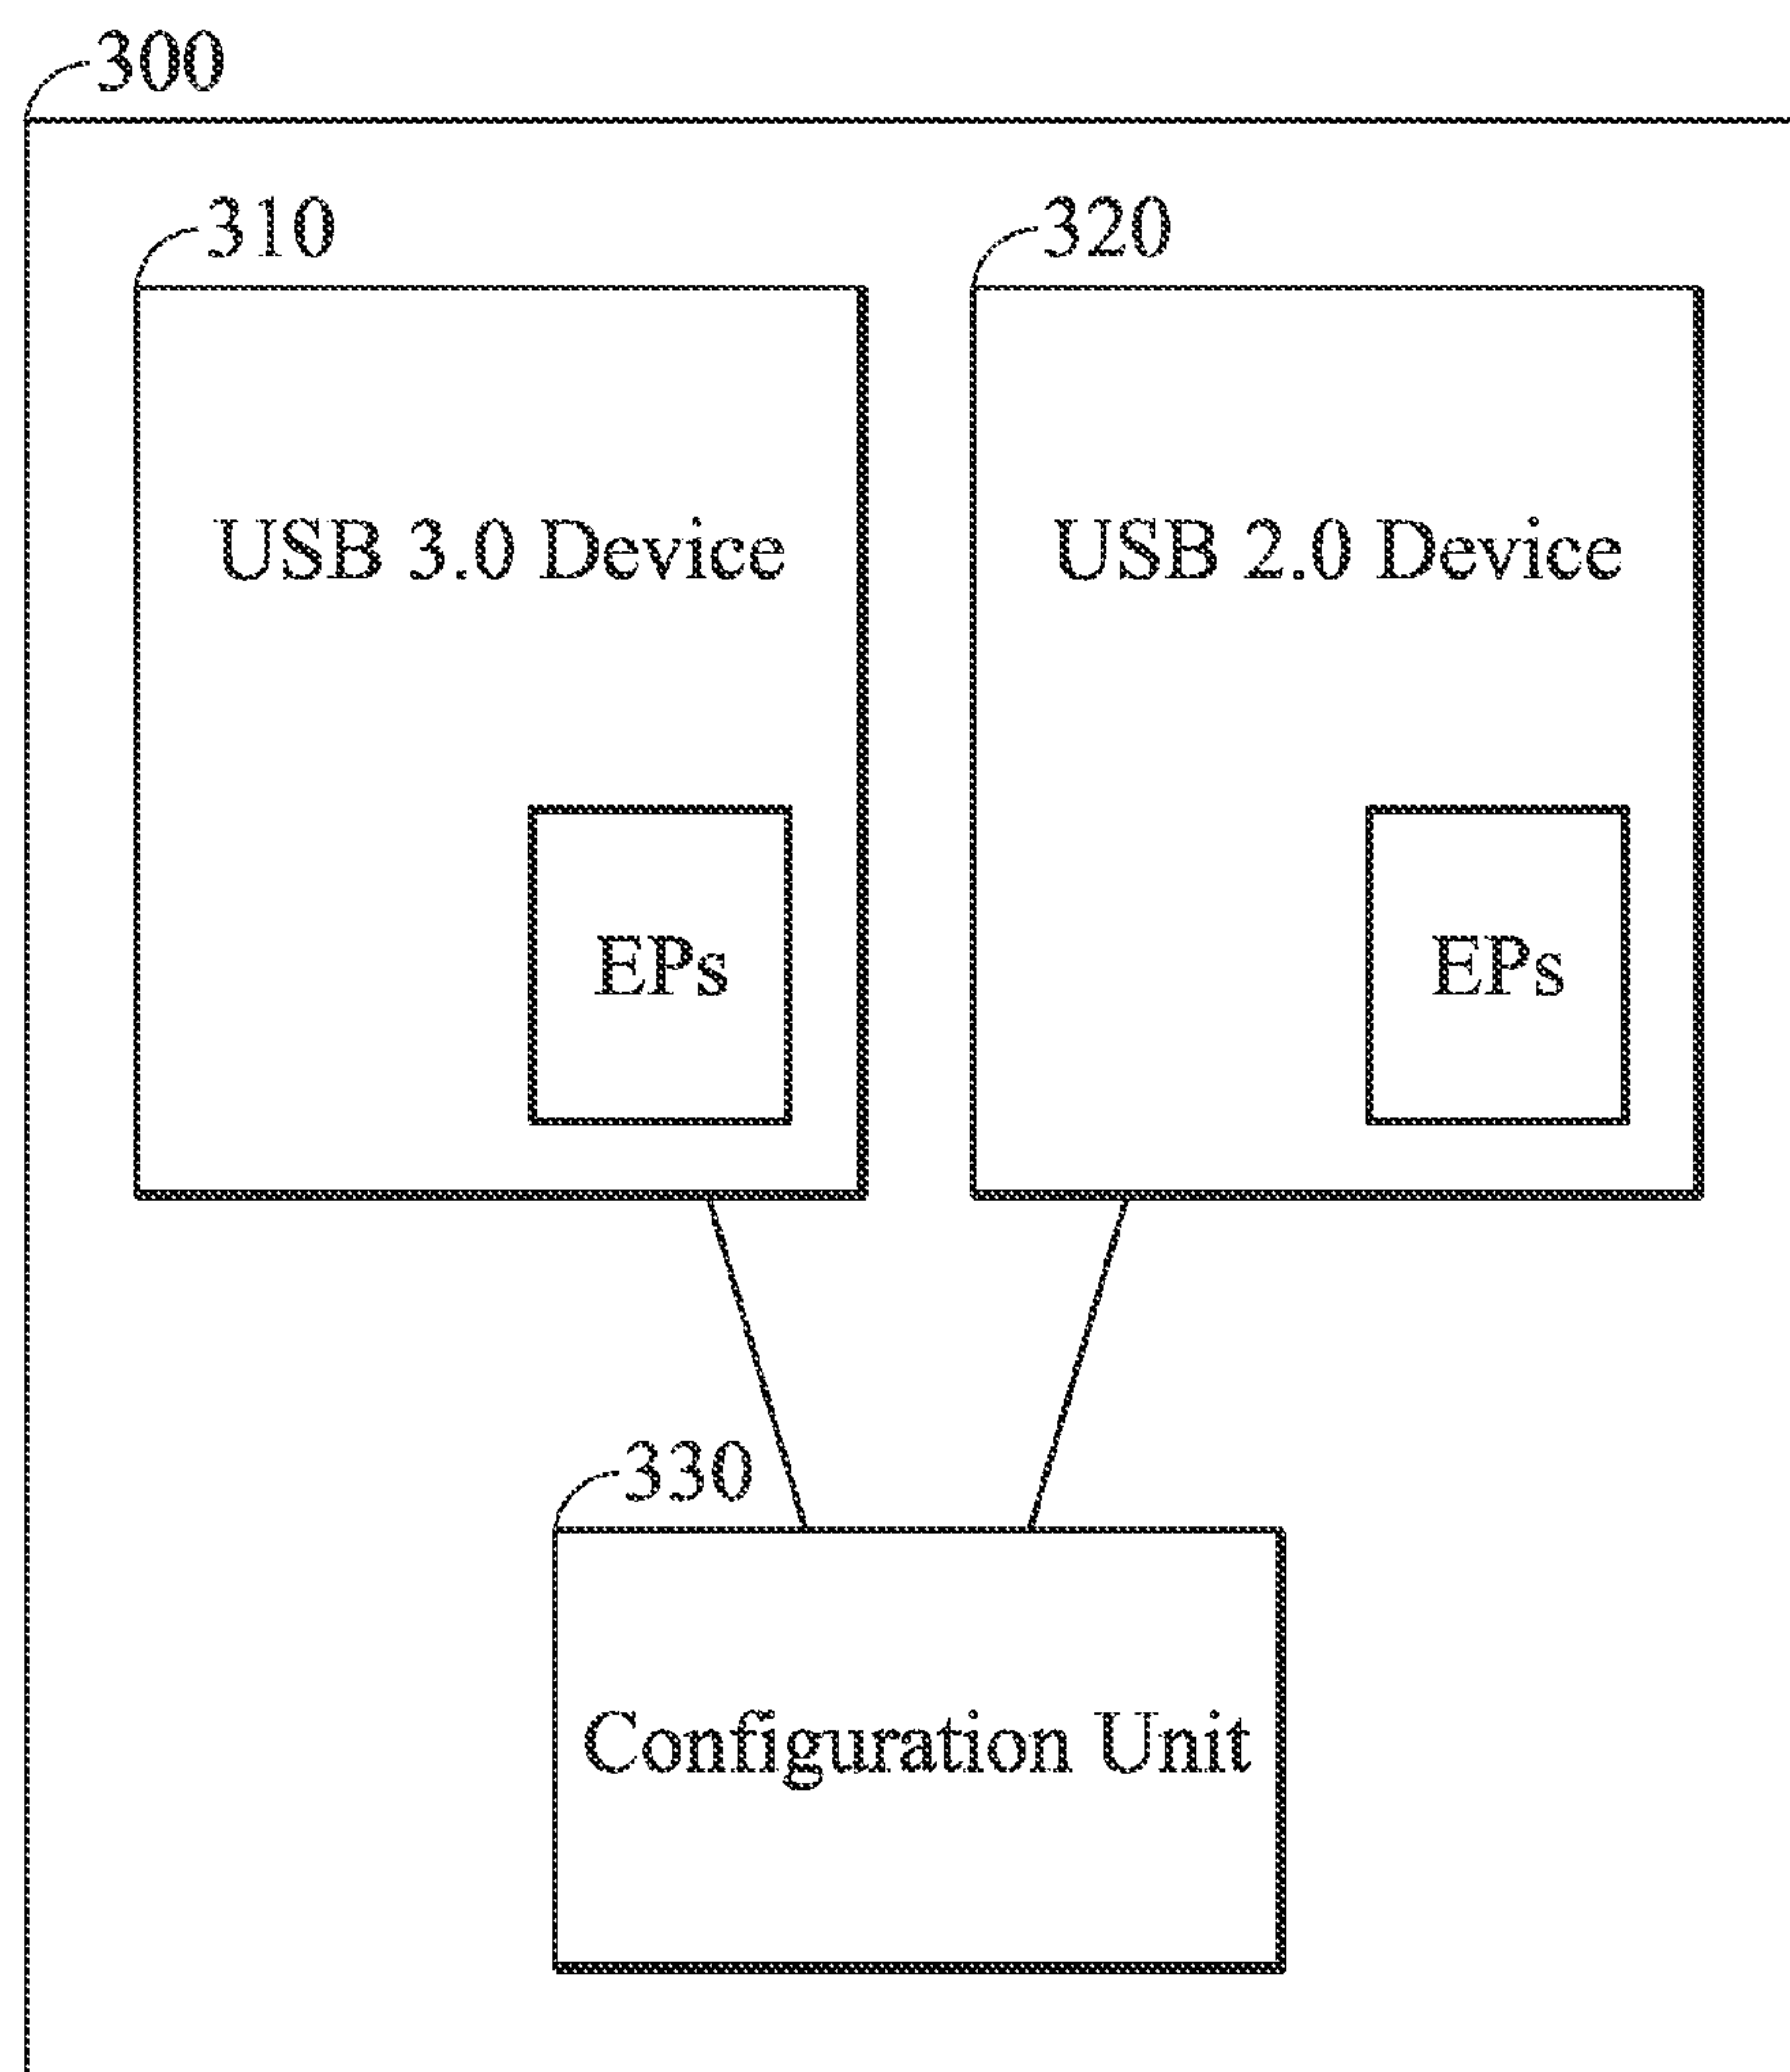 300
310
320
USB 3.0 Device
USB 2.0 Device
EPs
EPs
330
Configuration Unit